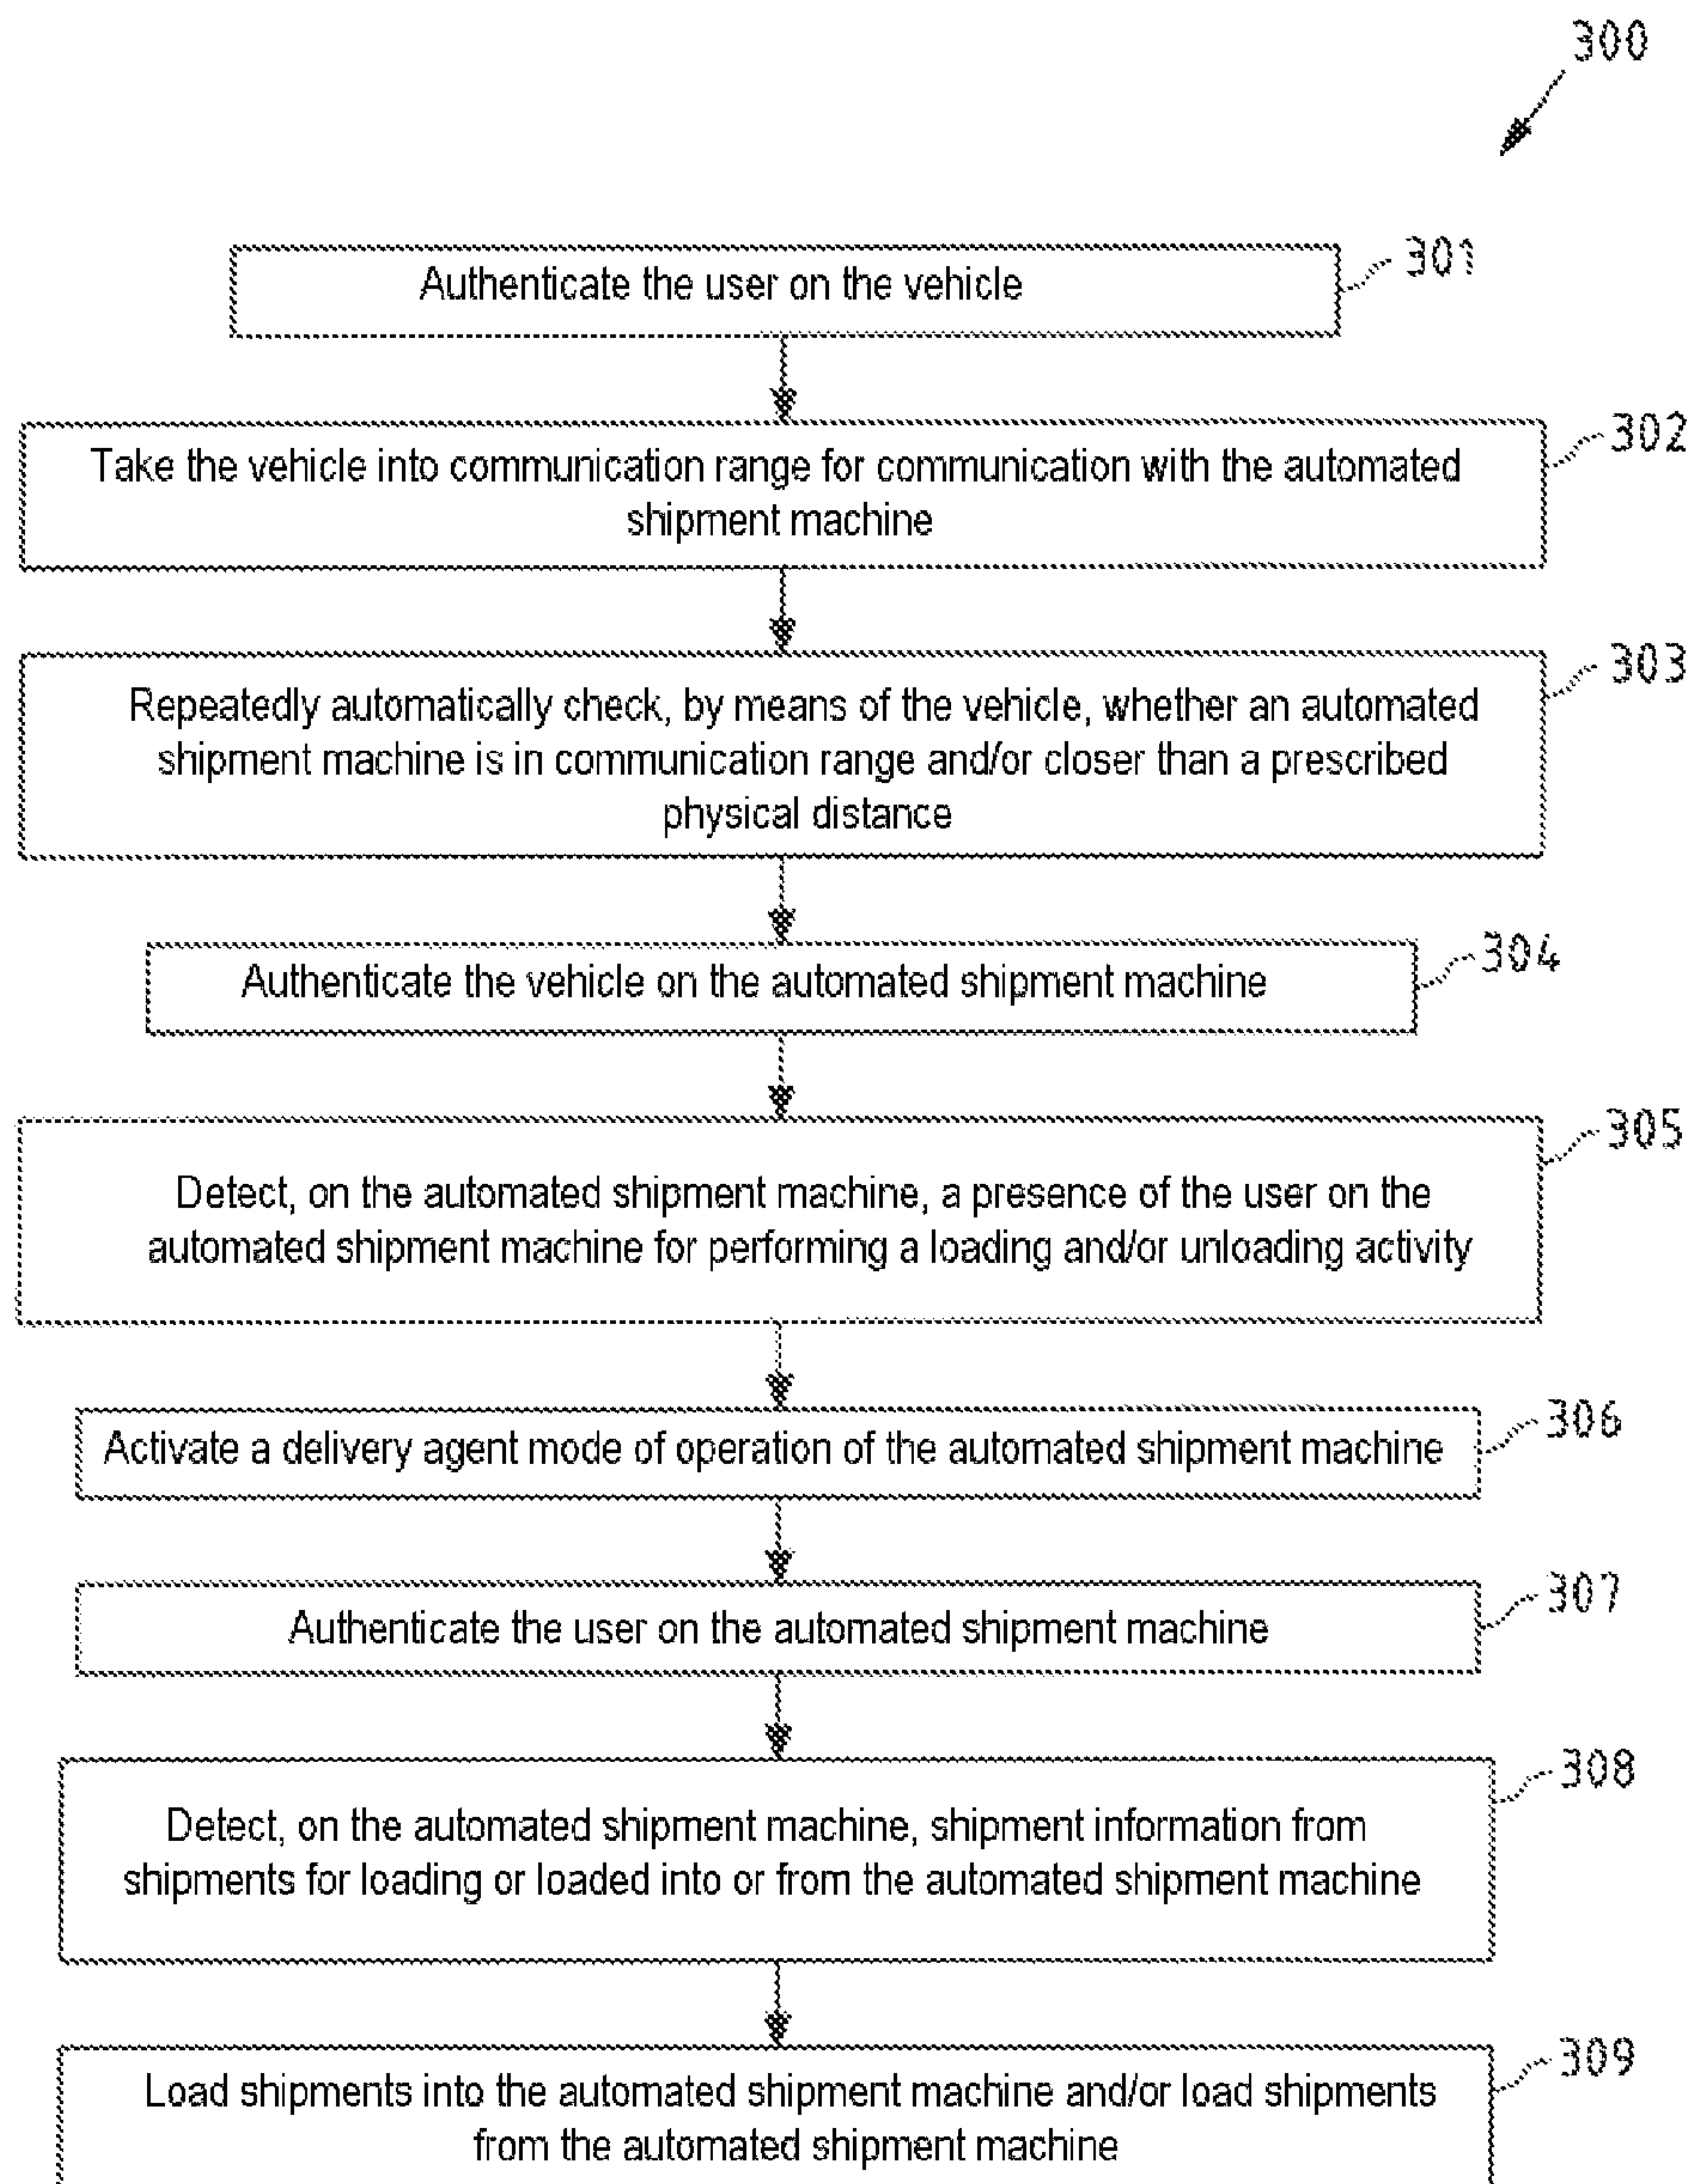 300
Authenticate the user on the vehicle
301
Take the vehicle into communication range for communication with the automated
shipment machine
302
Repeatedly automatically check, by means of the vehicle, whether an automated
shipment machine is in communication range and/or closer than a prescribed
physical distance
303
Authenticate the vehicle on the automated shipment machine
304
Detect, on the automated shipment machine, a presence of the user on the
automated shipment machine for performing a loading and/or unloading activity
305
Activate a delivery agent mode of operation of the automated shipment machine
306
Authenticate the user on the automated shipment machine
307
Detect, on the automated shipment machine, shipment information from
shipments for loading or loaded into or from the automated shipment machine
308
Load shipments into the automated shipment machine and/or load shipments
from the automated shipment machine
309